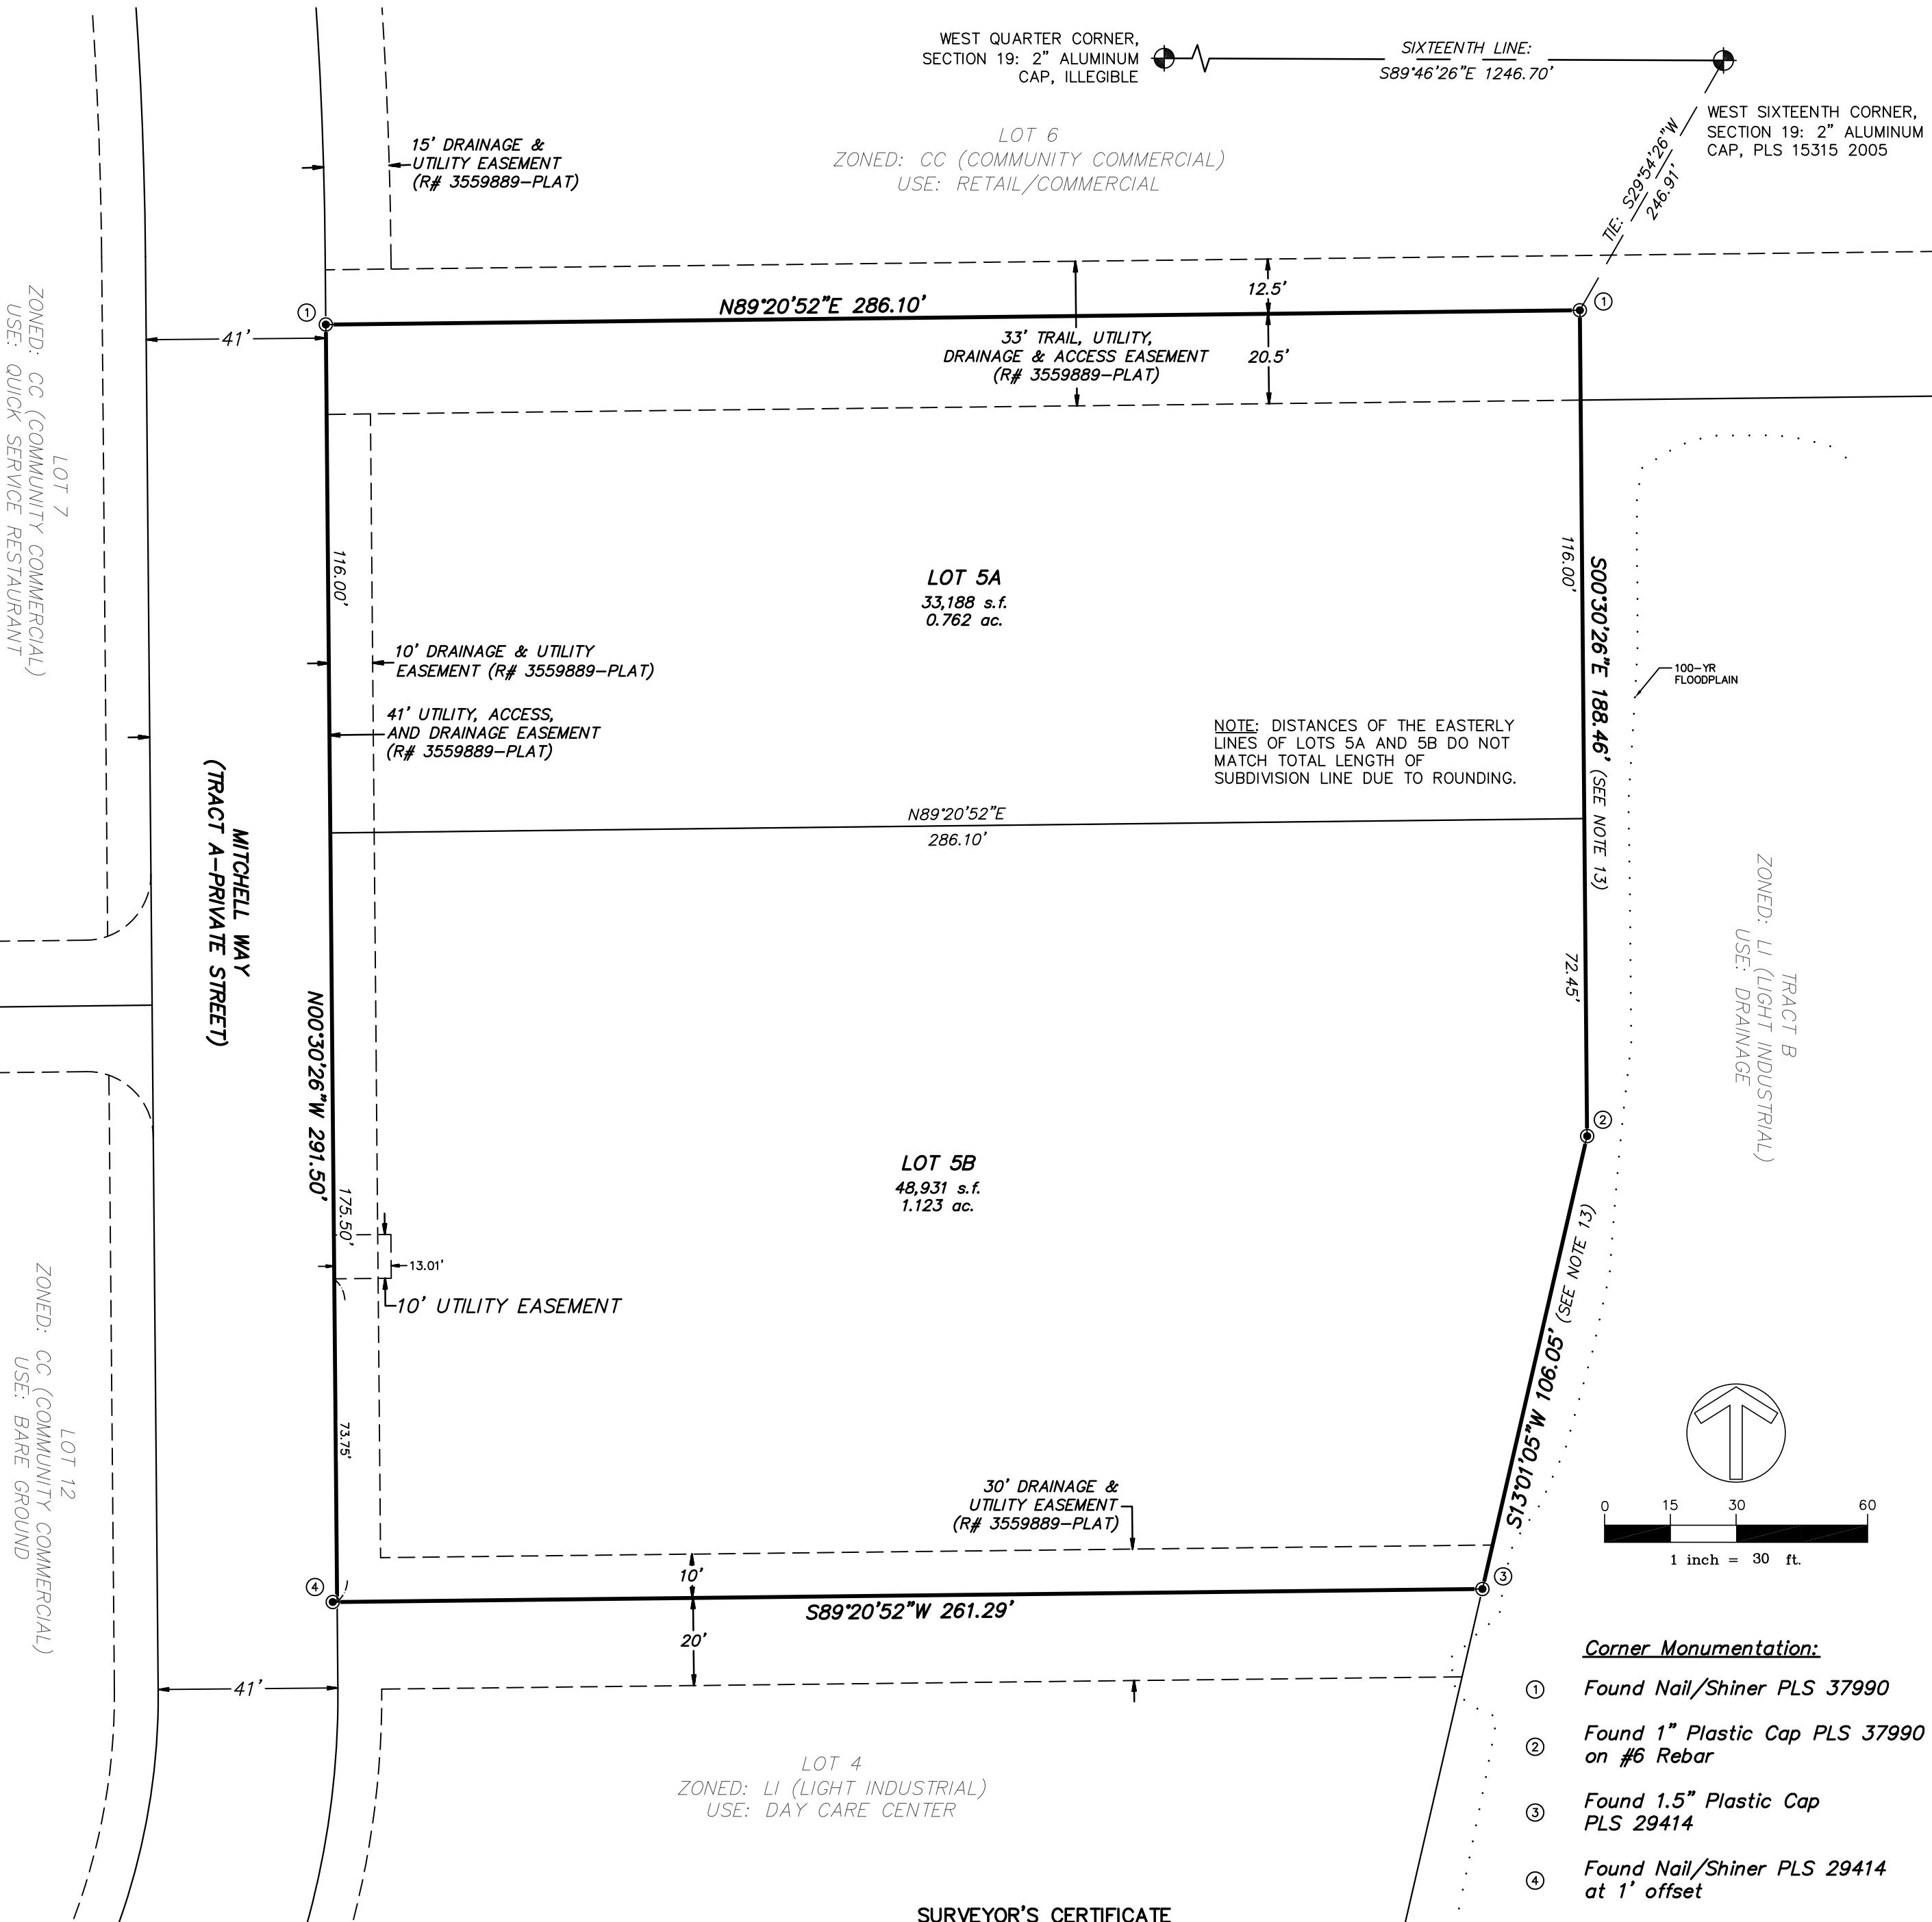 WEST QUARTER CORNER,
SECTION 19: 2” ALUMINUM
CAP, ILLEGIBLE
SIXTEENTH LINE:
S89°46'26”E 1246.70'
WEST SIXTEENTH CORNER,
SECTION 19: 2” ALUMINUM
CAP, PLS 15315 2005
TIE: S29°54'26”W
246.91'
15' DRAINAGE &
UTILITY EASEMENT
(R# 3559889-PLAT)
LOT 6
ZONED: CC (COMMUNITY COMMERCIAL)
USE: RETAIL/COMMERCIAL
12.5'
N89°20'52”E 286.10'
1
1
41'
33' TRAIL, UTILITY,
DRAINAGE & ACCESS EASEMENT
(R# 3559889-PLAT)
20.5'
LOT 7
ZONED: CC (COMMUNITY COMMERCIAL)
USE: QUICK SERVICE RESTAURANT
116.00'
LOT 5A
33,188 s.f.
0.762 ac.
116.00'
S00°30'26”E 188.46' (SEE NOTE 13)
10' DRAINAGE & UTILITY
EASEMENT (R# 3559889-PLAT)
100-YR
FLOODPLAIN
41' UTILITY, ACCESS,
AND DRAINAGE EASEMENT
(R# 3559889-PLAT)
NOTE: DISTANCES OF THE EASTERLY
LINES OF LOTS 5A AND 5B DO NOT
MATCH TOTAL LENGTH OF
SUBDIVISION LINE DUE TO ROUNDING.
MITCHELL WAY
(TRACT A-PRIVATE STREET)
N89°20'52”E
286.10'
TRACT B
ZONED: LI (LIGHT INDUSTRIAL)
USE: DRAINAGE
72.45'
N00°30'26”W 291.50'
2
LOT 5B
48,931 s.f.
1.123 ac.
175.50'
13.01'
10' UTILITY EASEMENT
S13°01'05”W 106.05' (SEE NOTE 13)
LOT 12
ZONED: CC (COMMUNITY COMMERCIAL)
USE: BARE GROUND
73.75'
30' DRAINAGE &
UTILITY EASEMENT
(R# 3559889-PLAT)
0 15 30 60
1 inch = 30 ft.
10'
4
3
S89°20'52”W 261.29'
20'
41'
LOT 4
ZONED: LI (LIGHT INDUSTRIAL)
USE: DAY CARE CENTER
Corner Monumentation:
1 Found Nail/Shiner PLS 37990
2 Found 1” Plastic Cap PLS 37990
on #6 Rebar
3 Found 1.5” Plastic Cap
PLS 29414
4 Found Nail/Shiner PLS 29414
at 1' offset
SURVEYOR'S CERTIFICATE